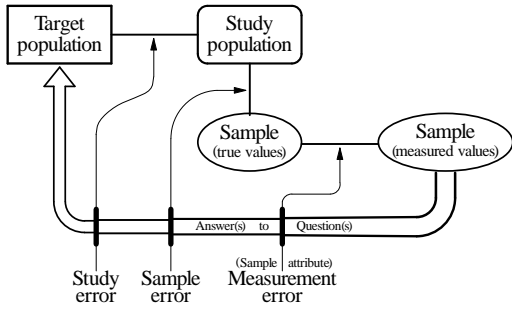 Target
population
Study
population
Sample
(true values)
Sample
(measured values)
Answer(s) to Question(s)
Study
error
Sample
error
(Sample attribute)
Measurement
error